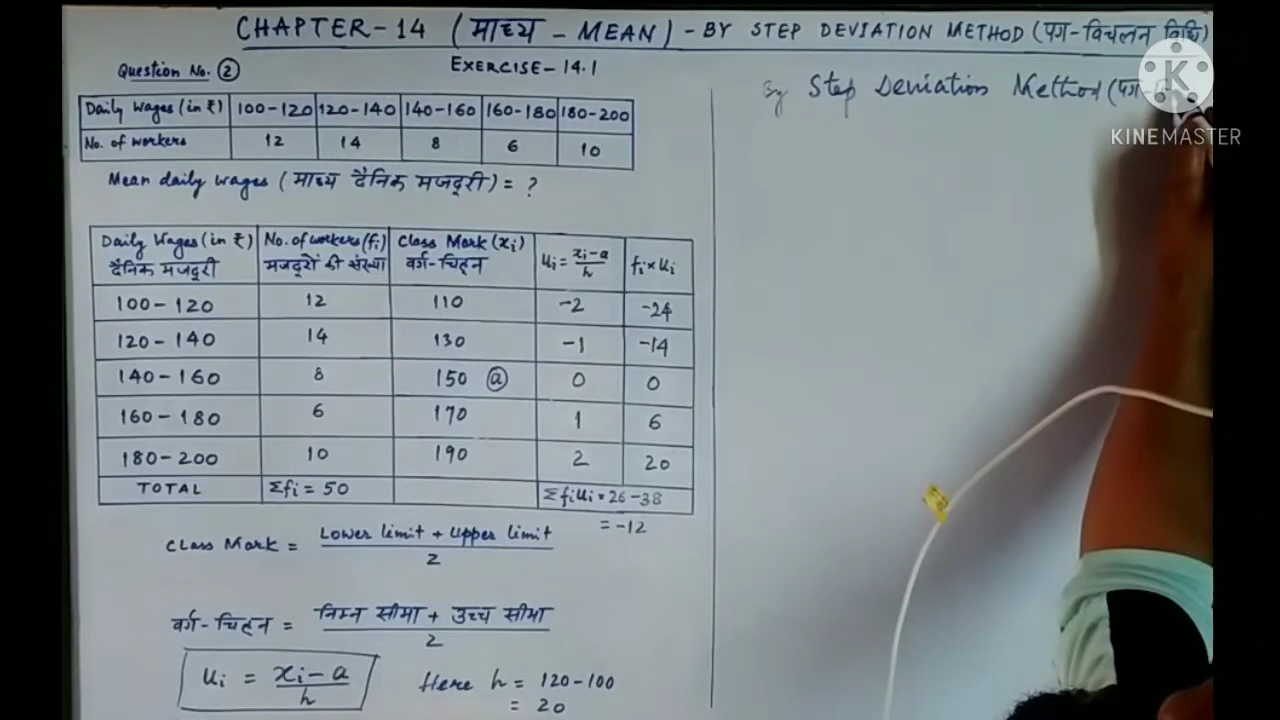 CHAPTER-14 (माध्य - MEAN) - BY STEP DEVIATION METHOD (पग-विचलन विधि)
EXERCISE-14.1
Question No. 2
Daily Wages (in ₹) 100-120 120-140 140-160 160-180 180-200
No. of workers 12 14 8 6 10
Mean daily wages (माध्य दैनिक मजदूरी) = ?
Daily Wages (in ₹) No. of workers (fi) Class Mark (xi) ui = xi-a/h fi×ui
दैनिक मजदूरी मजदूरों की संख्या वर्ग-चिहन
100-120 12 110 -2 -24
120-140 14 130 -1 -14
140-160 8 150 a 0 0
160-180 6 170 1 6
180-200 10 190 2 20
TOTAL Σfi = 50 Σfiui = 26-38
= -12
Class Mark = Lower limit + Upper limit / 2
वर्ग-चिहन = निम्न सीमा + उच्च सीमा / 2
ui = xi-a/h
Here h = 120-100
= 20
By Step Deviation Method (पग-
K
KINEMASTER